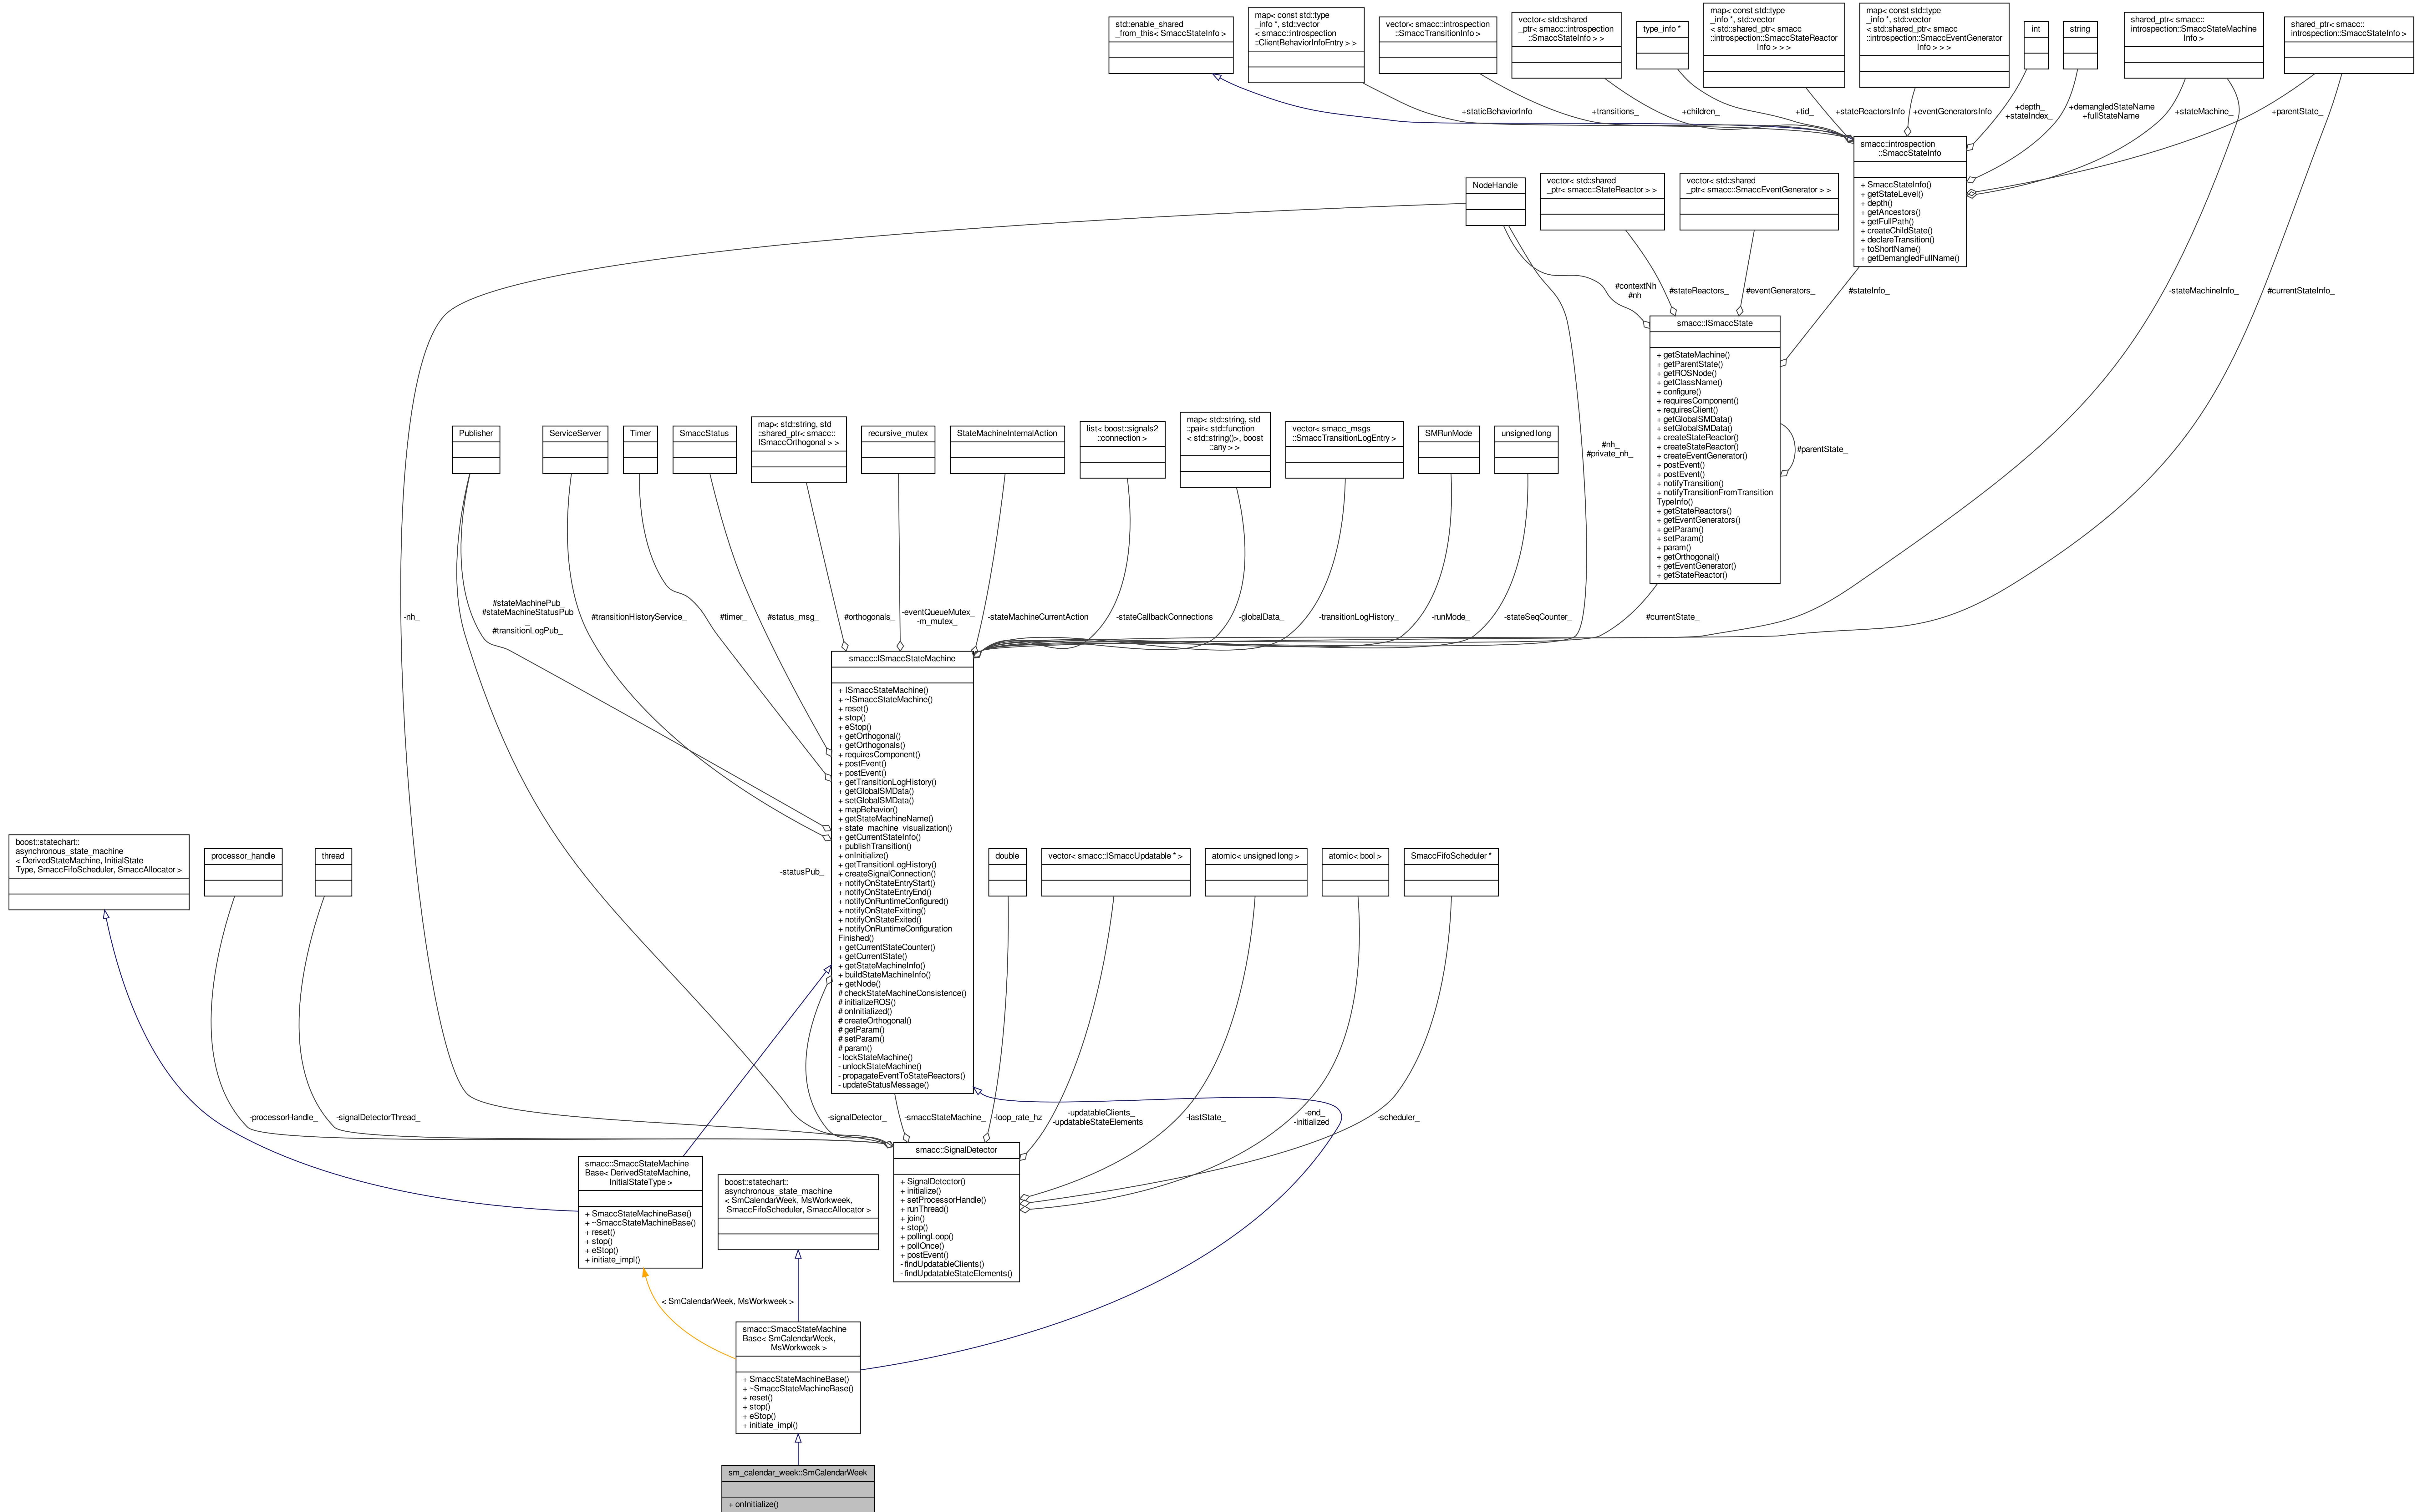 std::enable_shared
_from_this< SmaccStateInfo >
map< const std::type
_info *, std::vector
< smacc::introspection
::ClientBehaviorInfoEntry > >
vector< smacc::introspection
::SmaccTransitionInfo >
vector< std::shared
_ptr< smacc::introspection
::SmaccStateInfo > >
type_info *
map< const std::type
_info *, std::vector
< std::shared_ptr< smacc
::introspection::SmaccStateReactor
Info > > >
map< const std::type
_info *, std::vector
< std::shared_ptr< smacc
::introspection::SmaccEventGenerator
Info > > >
int
string
shared_ptr< smacc::
introspection::SmaccStateMachine
Info >
shared_ptr< smacc::
introspection::SmaccStateInfo >
+staticBehaviorInfo
+transitions_
+children_
+tid_
+stateReactorsInfo
+eventGeneratorsInfo
+depth_
+stateIndex_
+demangledStateName
+fullStateName
+stateMachine_
+parentState_
smacc::introspection
::SmaccStateInfo
+ SmaccStateInfo()
+ getStateLevel()
+ depth()
+ getAncestors()
+ getFullPath()
+ createChildState()
+ declareTransition()
+ toShortName()
+ getDemangledFullName()
NodeHandle
vector< std::shared
_ptr< smacc::StateReactor > >
vector< std::shared
_ptr< smacc::SmaccEventGenerator > >
#contextNh
#nh
#stateReactors_
#eventGenerators_
#stateInfo_
-stateMachineInfo_
#currentStateInfo_
smacc::ISmaccState
+ getStateMachine()
+ getParentState()
+ getROSNode()
+ getClassName()
+ configure()
+ requiresComponent()
+ requiresClient()
+ getGlobalSMData()
+ setGlobalSMData()
+ createStateReactor()
+ createStateReactor()
+ createEventGenerator()
+ postEvent()
+ postEvent()
+ notifyTransition()
+ notifyTransitionFromTransition
TypeInfo()
+ getStateReactors()
+ getEventGenerators()
+ getParam()
+ setParam()
+ param()
+ getOrthogonal()
+ getEventGenerator()
+ getStateReactor()
#parentState_
Publisher
ServiceServer
Timer
SmaccStatus
map< std::string, std
::shared_ptr< smacc::
ISmaccOrthogonal > >
recursive_mutex
StateMachineInternalAction
list< boost::signals2
::connection >
map< std::string, std
::pair< std::function
< std::string()>, boost
::any > >
vector< smacc_msgs
::SmaccTransitionLogEntry >
SMRunMode
unsigned long
#nh_
#private_nh_
-nh_
#stateMachinePub_
#stateMachineStatusPub
_
#transitionLogPub_
#transitionHistoryService_
#timer_
#status_msg_
#orthogonals_
-eventQueueMutex_
-m_mutex_
-stateMachineCurrentAction
-stateCallbackConnections
-globalData_
-transitionLogHistory_
-runMode_
-stateSeqCounter_
#currentState_
smacc::ISmaccStateMachine
+ ISmaccStateMachine()
+ ~ISmaccStateMachine()
+ reset()
+ stop()
+ eStop()
+ getOrthogonal()
+ getOrthogonals()
+ requiresComponent()
+ postEvent()
+ postEvent()
+ getTransitionLogHistory()
+ getGlobalSMData()
+ setGlobalSMData()
+ mapBehavior()
+ getStateMachineName()
+ state_machine_visualization()
+ getCurrentStateInfo()
+ publishTransition()
+ onInitialize()
+ getTransitionLogHistory()
+ createSignalConnection()
+ notifyOnStateEntryStart()
+ notifyOnStateEntryEnd()
+ notifyOnRuntimeConfigured()
+ notifyOnStateExitting()
+ notifyOnStateExited()
+ notifyOnRuntimeConfiguration
Finished()
+ getCurrentStateCounter()
+ getCurrentState()
+ getStateMachineInfo()
+ buildStateMachineInfo()
+ getNode()
# checkStateMachineConsistence()
# initializeROS()
# onInitialized()
# createOrthogonal()
# getParam()
# setParam()
# param()
- lockStateMachine()
- unlockStateMachine()
- propagateEventToStateReactors()
- updateStatusMessage()
boost::statechart::
asynchronous_state_machine
< DerivedStateMachine, InitialState
Type, SmaccFifoScheduler, SmaccAllocator >
processor_handle
thread
-statusPub_
double
vector< smacc::ISmaccUpdatable * >
atomic< unsigned long >
atomic< bool >
SmaccFifoScheduler *
-processorHandle_
-signalDetectorThread_
-signalDetector_
-smaccStateMachine_
-loop_rate_hz
-updatableClients_
-updatableStateElements_
-lastState_
-end_
-initialized_
-scheduler_
smacc::SmaccStateMachine
Base< DerivedStateMachine,
InitialStateType >
+ SmaccStateMachineBase()
+ ~SmaccStateMachineBase()
+ reset()
+ stop()
+ eStop()
+ initiate_impl()
boost::statechart::
asynchronous_state_machine
< SmCalendarWeek, MsWorkweek,
SmaccFifoScheduler, SmaccAllocator >
smacc::SignalDetector
+ SignalDetector()
+ initialize()
+ setProcessorHandle()
+ runThread()
+ join()
+ stop()
+ pollingLoop()
+ pollOnce()
+ postEvent()
- findUpdatableClients()
- findUpdatableStateElements()
< SmCalendarWeek, MsWorkweek >
smacc::SmaccStateMachine
Base< SmCalendarWeek,
MsWorkweek >
+ SmaccStateMachineBase()
+ ~SmaccStateMachineBase()
+ reset()
+ stop()
+ eStop()
+ initiate_impl()
sm_calendar_week::SmCalendarWeek
+ onInitialize()